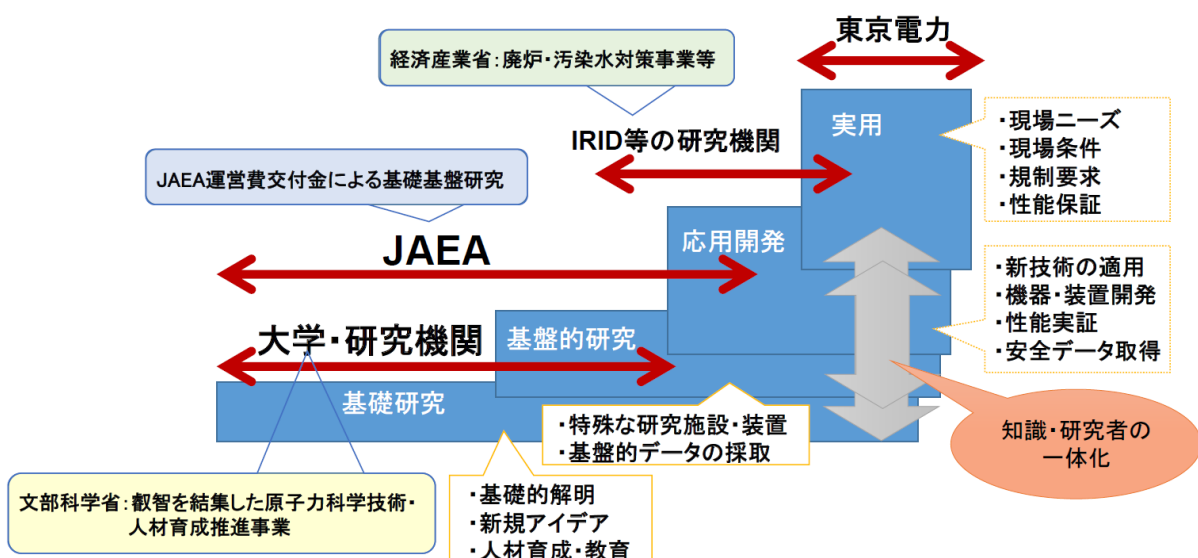 東京電力
経済産業省：廃炉・汚染水対策事業等
実用
・現場ニーズ
・現場条件
・規制要求
・性能保証
IRID等の研究機関
JAEA運営費交付金による基礎基盤研究
応用開発
JAEA
・新技術の適用
・機器・装置開発
・性能実証
・安全データ取得
大学・研究機関
基盤的研究
基礎研究
・特殊な研究施設・装置
・基盤的データの採取
知識・研究者の
一体化
文部科学省：叡智を結集した原子力科学技術・
人材育成推進事業
・基礎的解明
・新規アイデア
・人材育成・教育